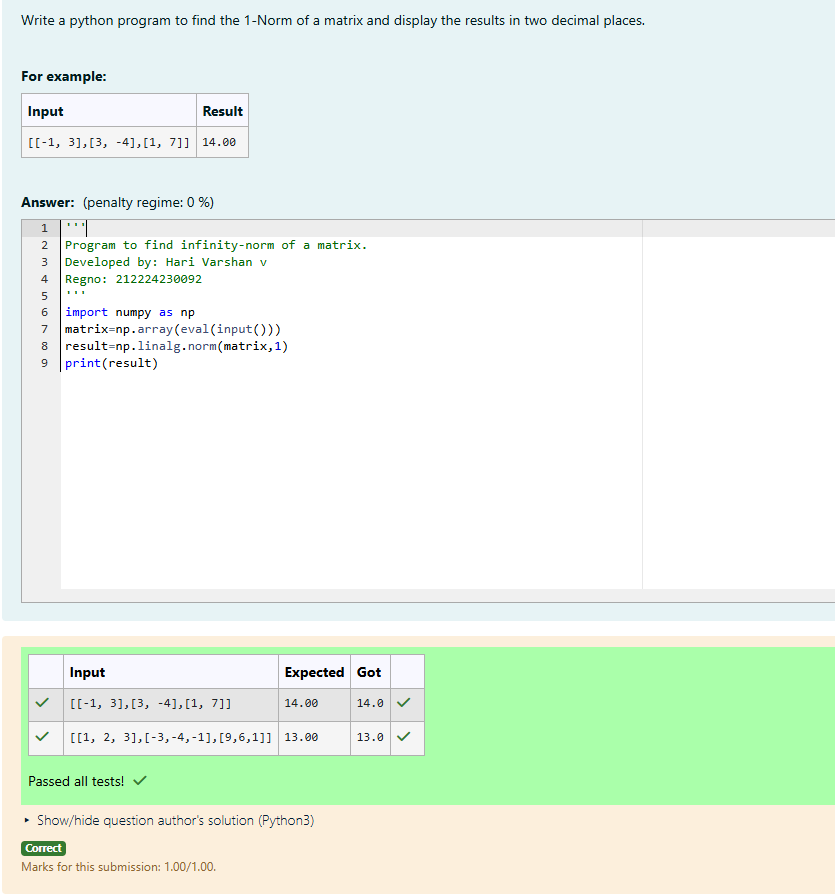 Write a python program to find the 1-Norm of a matrix and display the results in two decimal places.
For example:
Input Result
[[-1, 3],[3, -4],[1, 7]] 14.00
Answer: (penalty regime: 0 %)
1 '''
2 Program to find infinity-norm of a matrix.
3 Developed by: Hari Varshan v
4 Regno: 212224230092
5 '''
6 import numpy as np
7 matrix=np.array(eval(input()))
8 result=np.linalg.norm(matrix,1)
9 print(result)
Input Expected Got
[[-1, 3],[3, -4],[1, 7]] 14.00 14.0
[[1, 2, 3],[-3,-4,-1],[9,6,1]] 13.00 13.0
Passed all tests!
Show/hide question author's solution (Python3)
Correct
Marks for this submission: 1.00/1.00.